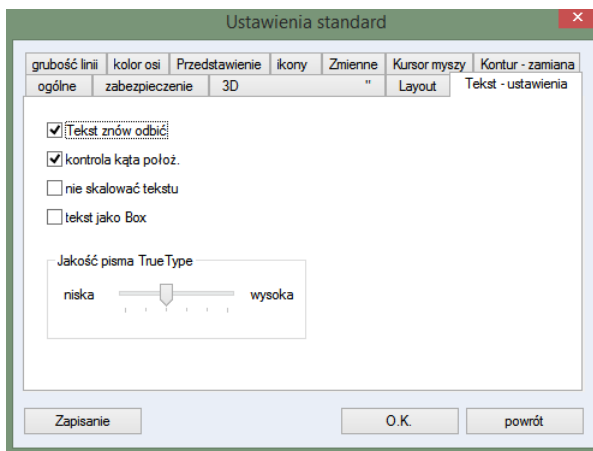 Ustawienia standard
grubość linii kolor osi Przedstawienie ikony Zmienne Kursor myszy Kontur - zamiana
ogólne zabezpieczenie 3D " Layout Tekst - ustawienia
Tekst znów odbić
kontrola kąta położ.
nie skalować tekstu
tekst jako Box
Jakość pisma TrueType
niska wysoka
Zapisanie O.K. powrót